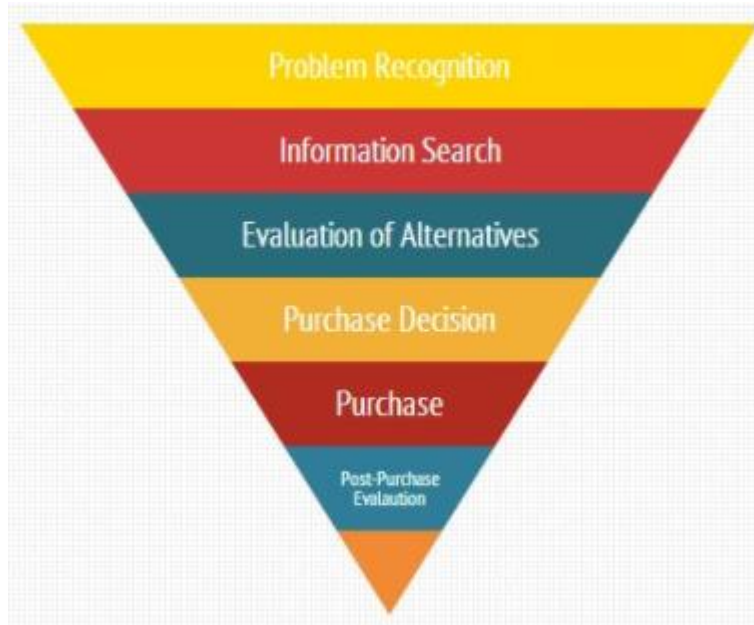 Problem Recognition
Information Search
Evaluation of Alternatives
Purchase Decision
Purchase
Post-Purchase
Evalaution